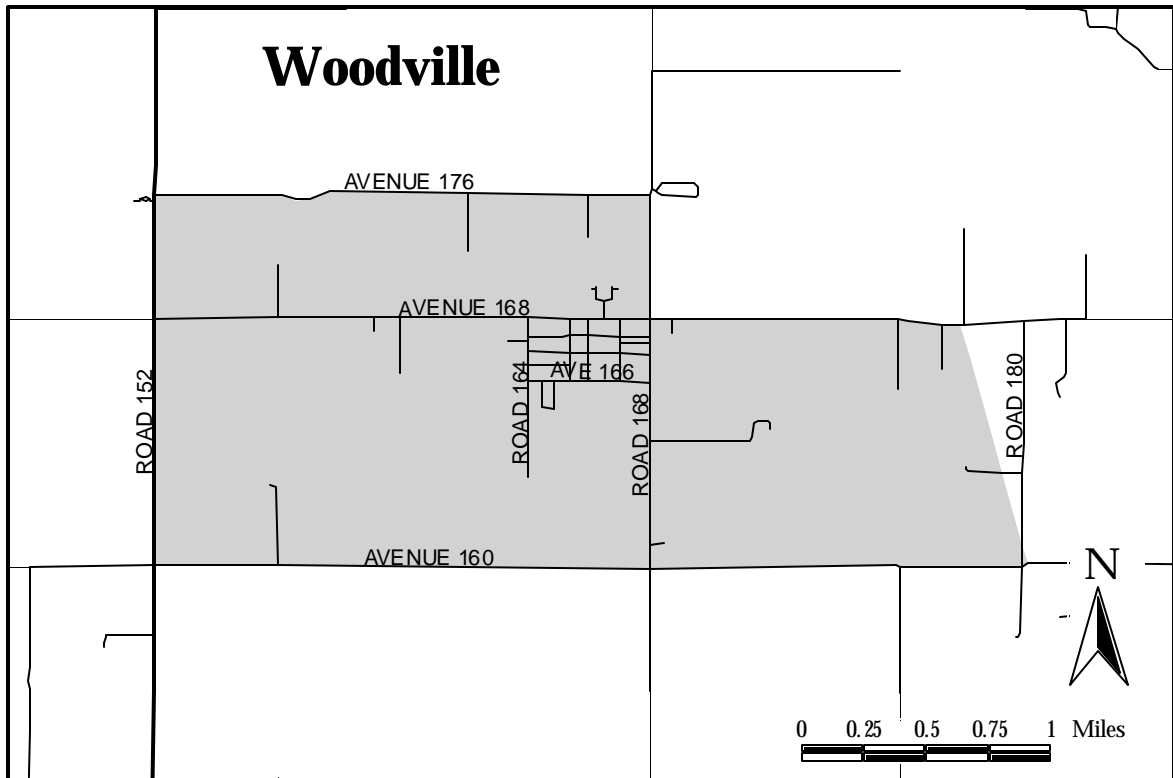 Woodville
AVENUE 176
AVENUE 168
AVE 166
ROAD 152
ROAD 164
ROAD 168
ROAD 180
AVENUE 160
N
0 0.25 0.5 0.75 1 Miles